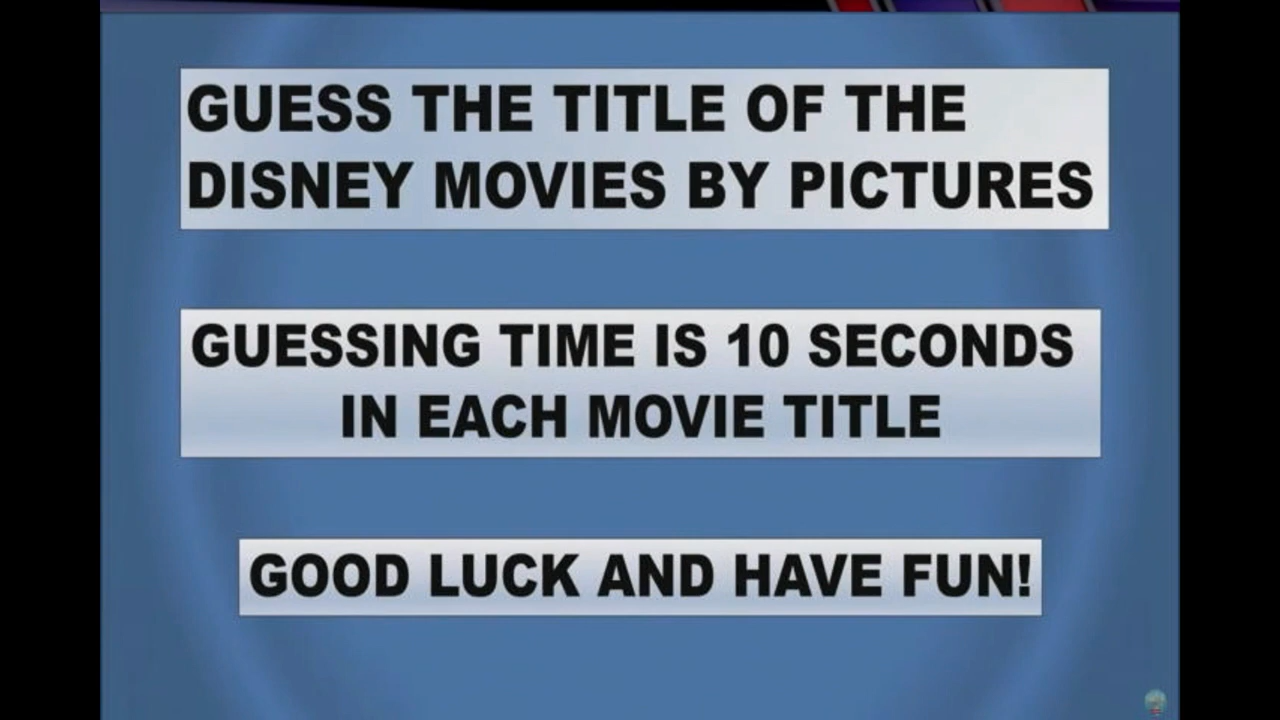 GUESS THE TITLE OF THE
DISNEY MOVIES BY PICTURES
GUESSING TIME IS 10 SECONDS
IN EACH MOVIE TITLE
GOOD LUCK AND HAVE FUN!